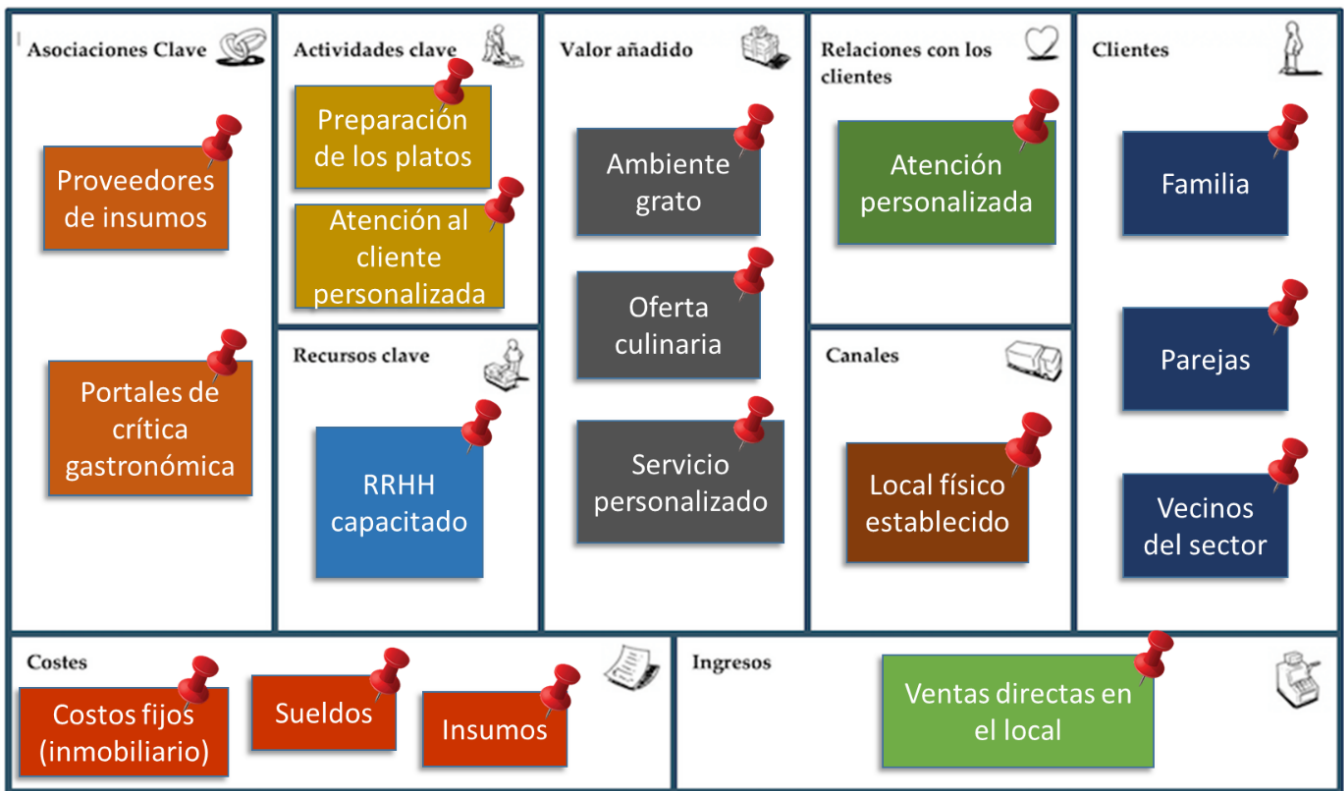 Asociaciones Clave
Proveedores
de insumos
Portales de
crítica
gastronómica
Actividades clave
Preparación
de los platos
Atención al
cliente
personalizada
Recursos clave
RRHH
capacitado
Valor añadido
Ambiente
grato
Oferta
culinaria
Servicio
personalizado
Relaciones con los
clientes
Atención
personalizada
Canales
Local físico
establecido
Clientes
Familia
Parejas
Vecinos
del sector
Costes
Costos fijos
(inmobiliario)
Sueldos
Insumos
Ingresos
Ventas directas en
el local